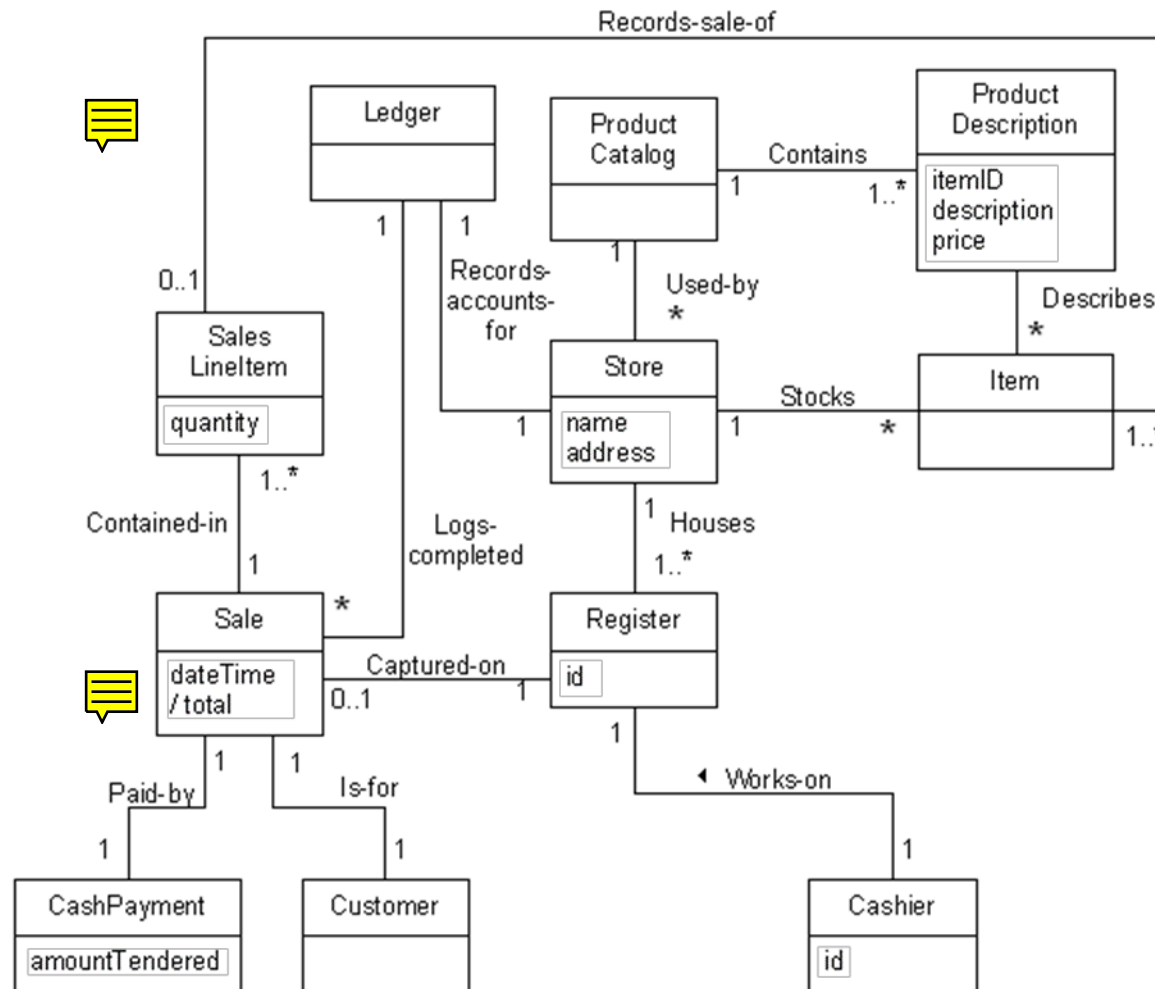 Records-sale-of
Ledger
Product
Catalog
Product
Description
Contains
1
1..*
itemID
description
price
1
1
1
Records-
accounts-
for
Used-by
*
Describes
*
0..1
Sales
LineItem
quantity
Store
name
address
Stocks
1
1
*
Item
1..
1..*
Contained-in
1
Logs-
completed
*
1
Houses
1..*
Sale
dateTime
/ total
Captured-on
0..1
1
Register
id
1
1
1
Paid-by
Is-for
Works-on
1
1
1
CashPayment
amountTendered
Customer
Cashier
id